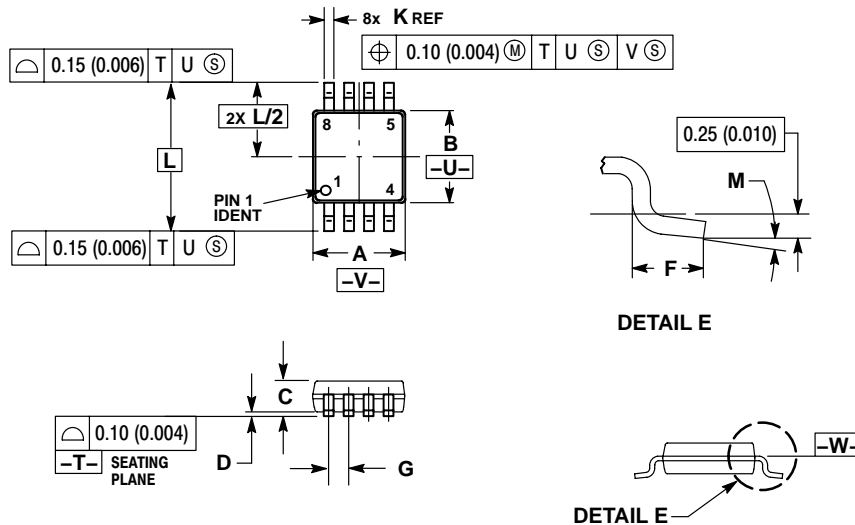 8x K REF
⌖ 0.10 (0.004) Ⓜ T U Ⓢ V Ⓢ
⌓ 0.15 (0.006) T U Ⓢ
2X L/2
8
5
L
B
–U–
PIN 1
IDENT
1
4
⌓ 0.15 (0.006) T U Ⓢ
A
–V–
0.25 (0.010)
M
F
DETAIL E
C
⌓ 0.10 (0.004)
–T– SEATING
PLANE
D
G
–W–
DETAIL E